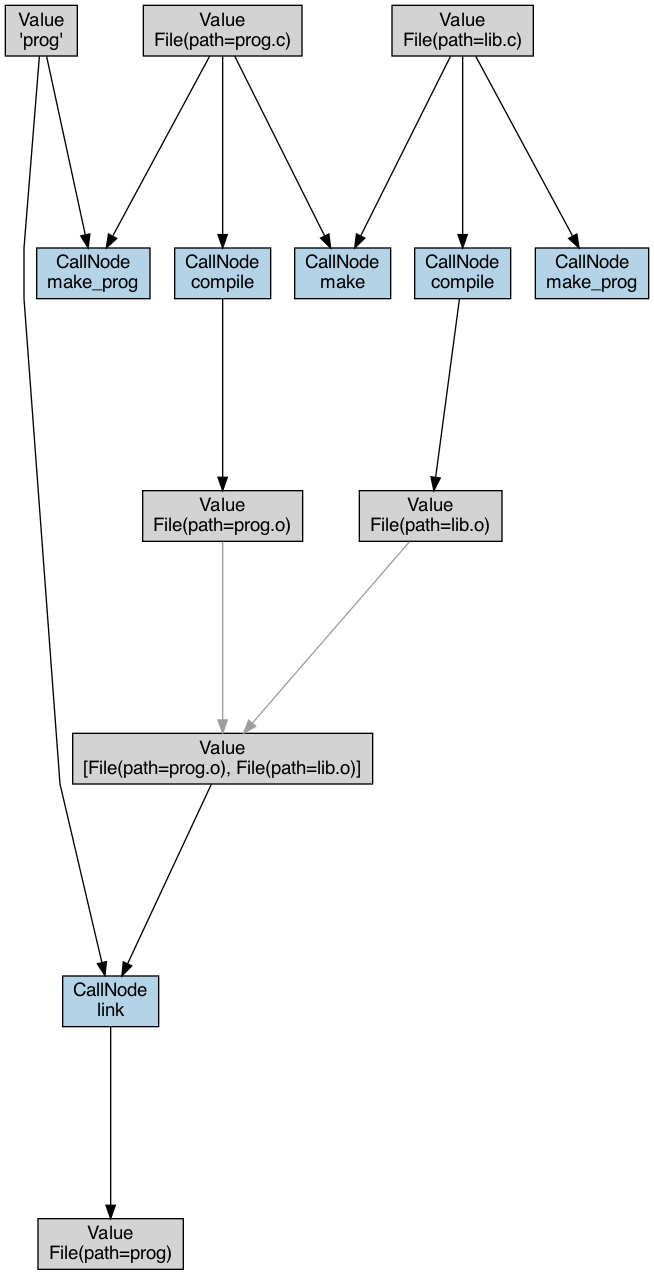 Value
'prog'
Value
File(path=prog.c)
Value
File(path=lib.c)
CallNode
make_prog
CallNode
compile
CallNode
make
CallNode
compile
CallNode
make_prog
Value
File(path=prog.o)
Value
File(path=lib.o)
Value
[File(path=prog.o), File(path=lib.o)]
CallNode
link
Value
File(path=prog)